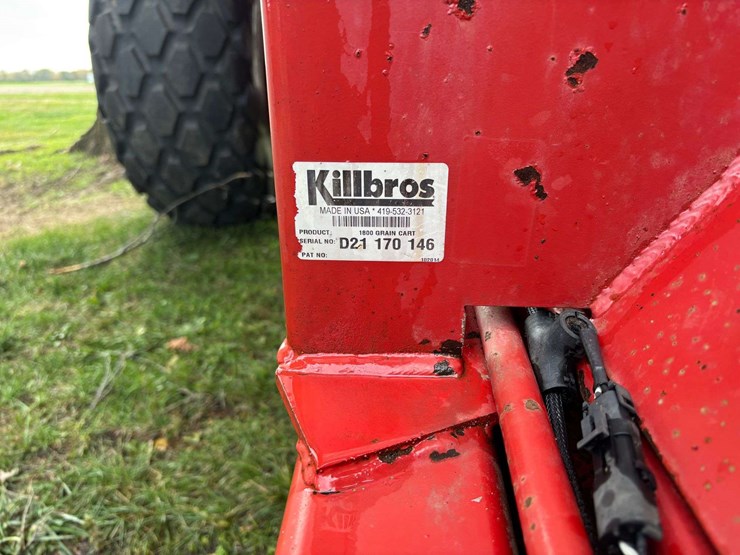 Killbros
MADE IN USA * 419-532-3121
PRODUCT: 1800 GRAIN CART
SERIAL NO: D21 170 146
PAT NO: